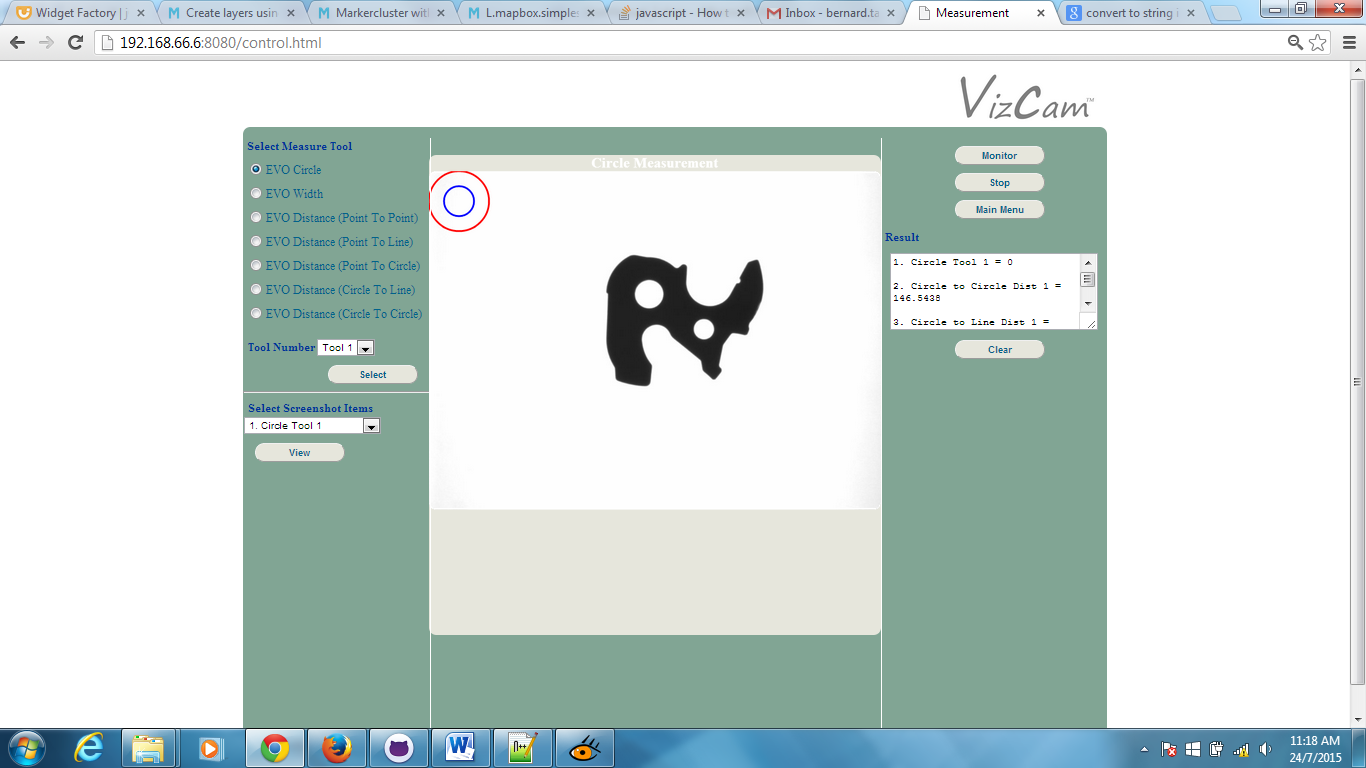 Widget Factory | j
Create layers using
Markercluster with
L.mapbox.simples
javascript - How t
Inbox - bernard.ta
Measurement
convert to string i
192.168.66.6:8080/control.html
VizCam™
Select Measure Tool
EVO Circle
EVO Width
EVO Distance (Point To Point)
EVO Distance (Point To Line)
EVO Distance (Point To Circle)
EVO Distance (Circle To Line)
EVO Distance (Circle To Circle)
Tool Number Tool 1
Select
Select Screenshot Items
1. Circle Tool 1
View
Circle Measurement
Monitor
Stop
Main Menu
Result
1. Circle Tool 1 = 0
2. Circle to Circle Dist 1 =
146.5438
3. Circle to Line Dist 1 =
Clear
11:18 AM
24/7/2015